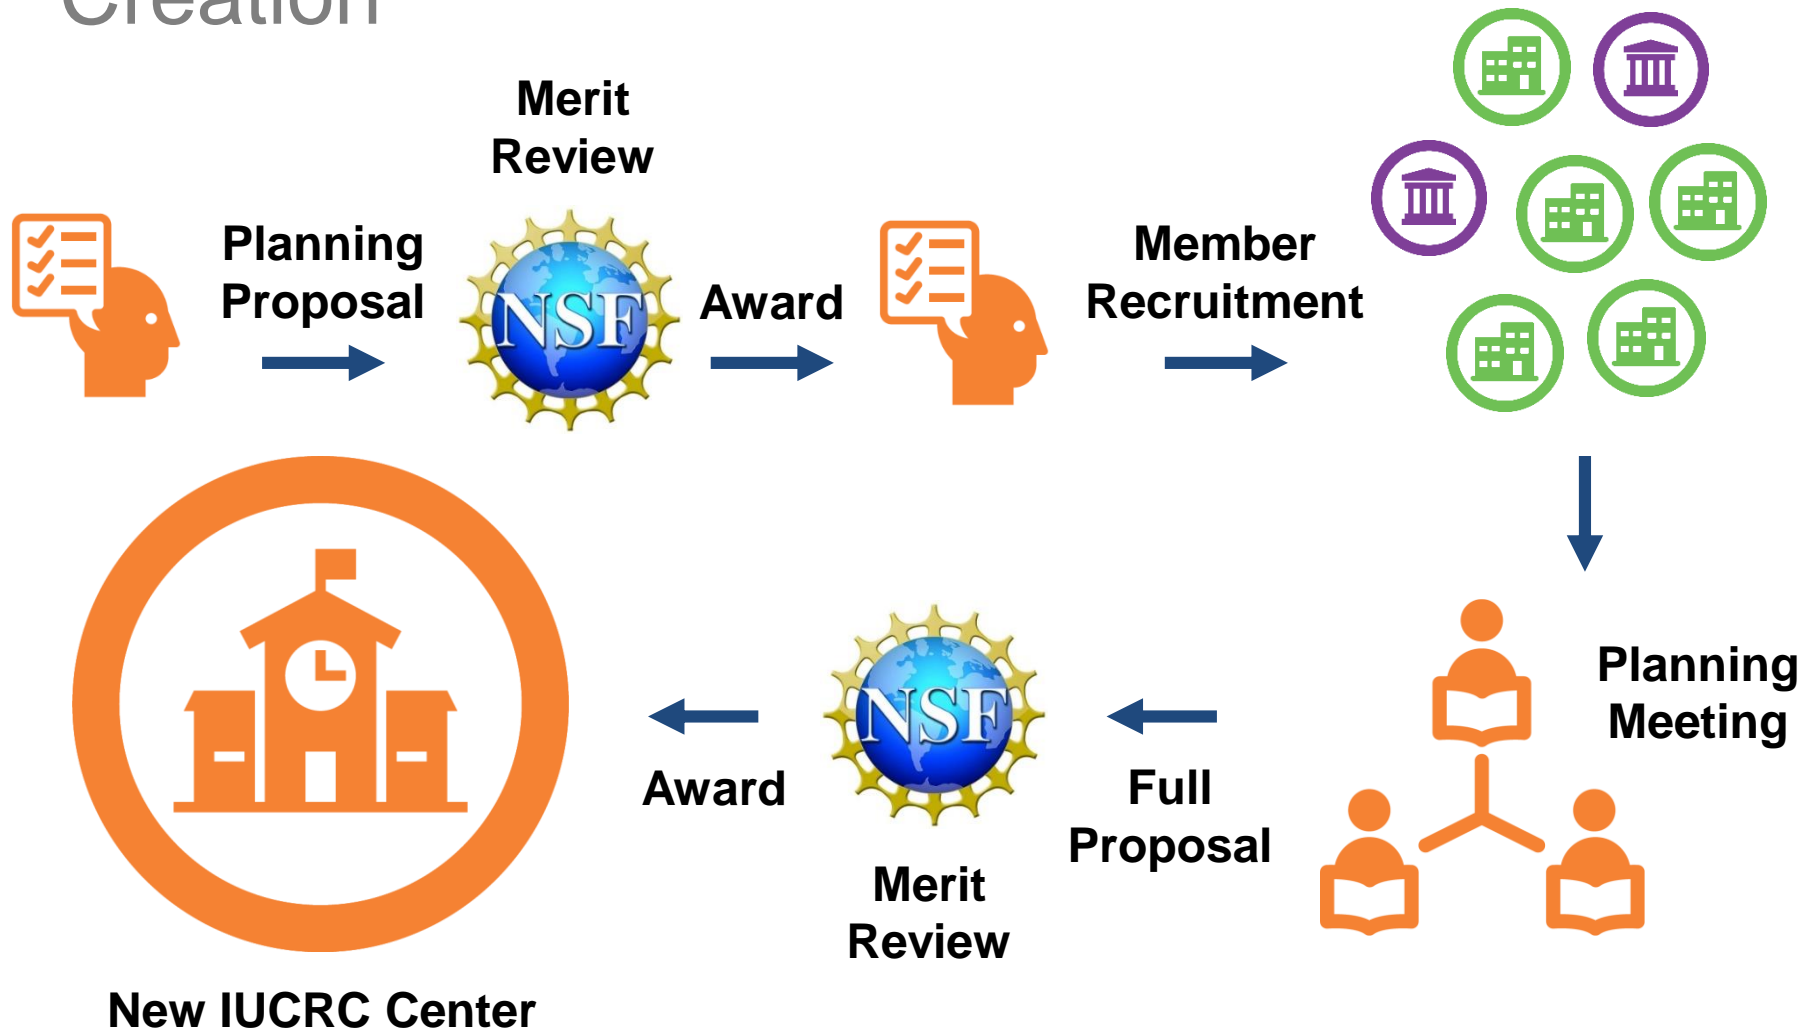 Creation
Merit
Review
Planning
Proposal
NSF
Award
Member
Recruitment
Planning
Meeting
Full
Proposal
NSF
Merit
Review
Award
New IUCRC Center